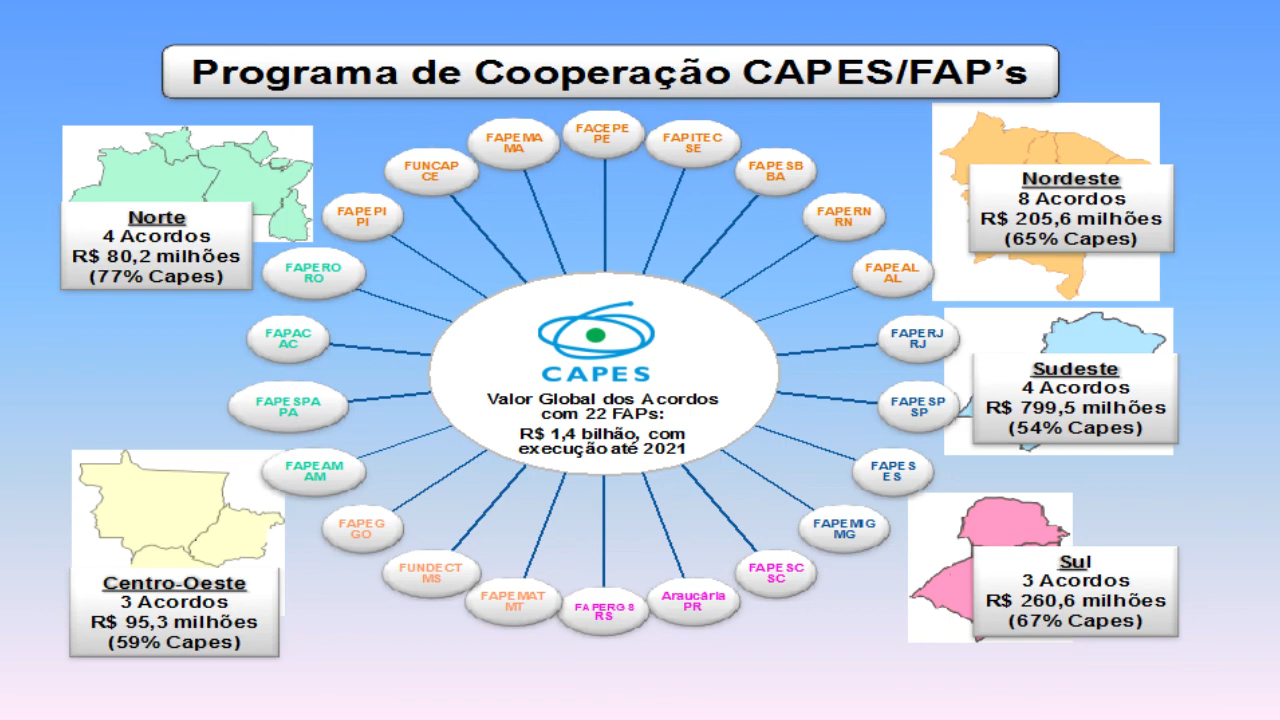 Programa de Cooperação CAPES/FAP's
Norte
4 Acordos
R$ 80,2 milhões
(77% Capes)
Nordeste
8 Acordos
R$ 205,6 milhões
(65% Capes)
Sudeste
4 Acordos
R$ 799,5 milhões
(54% Capes)
Sul
3 Acordos
R$ 260,6 milhões
(67% Capes)
Centro-Oeste
3 Acordos
R$ 95,3 milhões
(59% Capes)
FACEPE
PE
FAPITEC
SE
FAPESB
BA
FAPERN
RN
FAPEAL
AL
FAPERJ
RJ
FAPESP
SP
FAPES
ES
FAPEMIG
MG
FAPESC
SC
Araucária
PR
FAPERGS
RS
FAPEMAT
MT
FUNDECT
MS
FAPEG
GO
FAPEAM
AM
FAPESPA
PA
FAPAC
AC
FAPERO
RO
FAPEPI
PI
FUNCAP
CE
FAPEMA
MA
CAPES
Valor Global dos Acordos
com 22 FAPs:
R$ 1,4 bilhão, com
execução até 2021